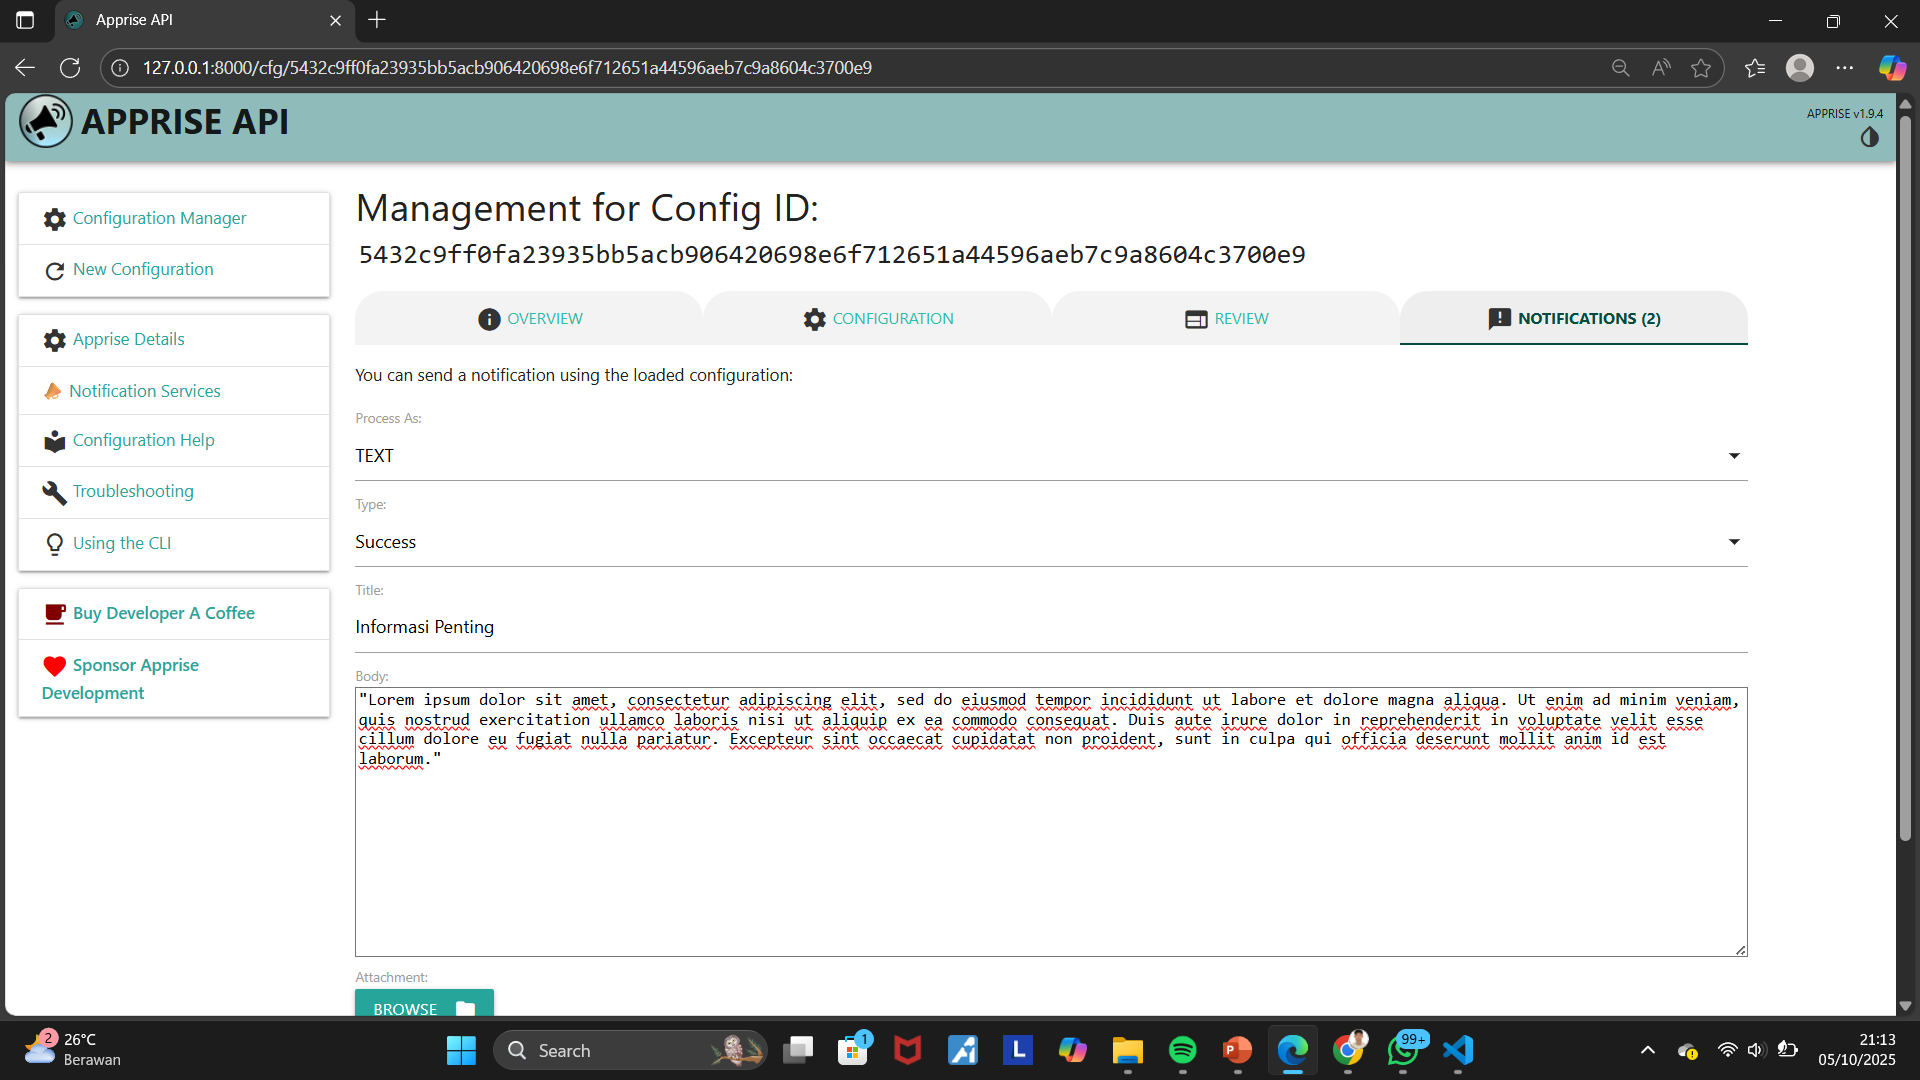 Apprise API
127.0.0.1:8000/cfg/5432c9ff0fa23935bb5acb906420698e6f712651a44596aeb7c9a8604c3700e9
APPRISE API
APPRISE v1.9.4
Configuration Manager
New Configuration
Apprise Details
Notification Services
Configuration Help
Troubleshooting
Using the CLI
Buy Developer A Coffee
Sponsor Apprise
Development
Management for Config ID:
5432c9ff0fa23935bb5acb906420698e6f712651a44596aeb7c9a8604c3700e9
OVERVIEW
CONFIGURATION
REVIEW
NOTIFICATIONS (2)
You can send a notification using the loaded configuration:
Process As:
TEXT
Type:
Success
Title:
Informasi Penting
Body:
"Lorem ipsum dolor sit amet, consectetur adipiscing elit, sed do eiusmod tempor incididunt ut labore et dolore magna aliqua. Ut enim ad minim veniam,
quis nostrud exercitation ullamco laboris nisi ut aliquip ex ea commodo consequat. Duis aute irure dolor in reprehenderit in voluptate velit esse
cillum dolore eu fugiat nulla pariatur. Excepteur sint occaecat cupidatat non proident, sunt in culpa qui officia deserunt mollit anim id est
laborum."
Attachment:
BROWSE
2
26°C
Berawan
Search
1
L
P
99+
21:13
05/10/2025